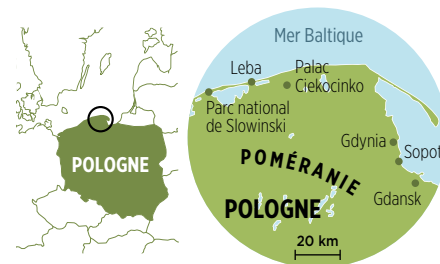 POLOGNE
Mer Baltique
Leba
Palac
Ciekocinko
Parc national
de Slowinski
Gdynia
Sopot
POMÉRANIE
Gdansk
POLOGNE
20 km